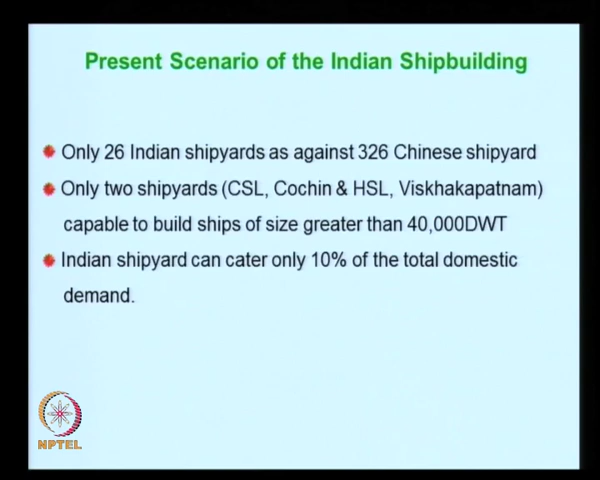 Present Scenario of the Indian Shipbuilding
Only 26 Indian shipyards as against 326 Chinese shipyard
Only two shipyards (CSL, Cochin & HSL, Viskhakapatnam)
capable to build ships of size greater than 40,000DWT
Indian shipyard can cater only 10% of the total domestic
demand.
NPTEL